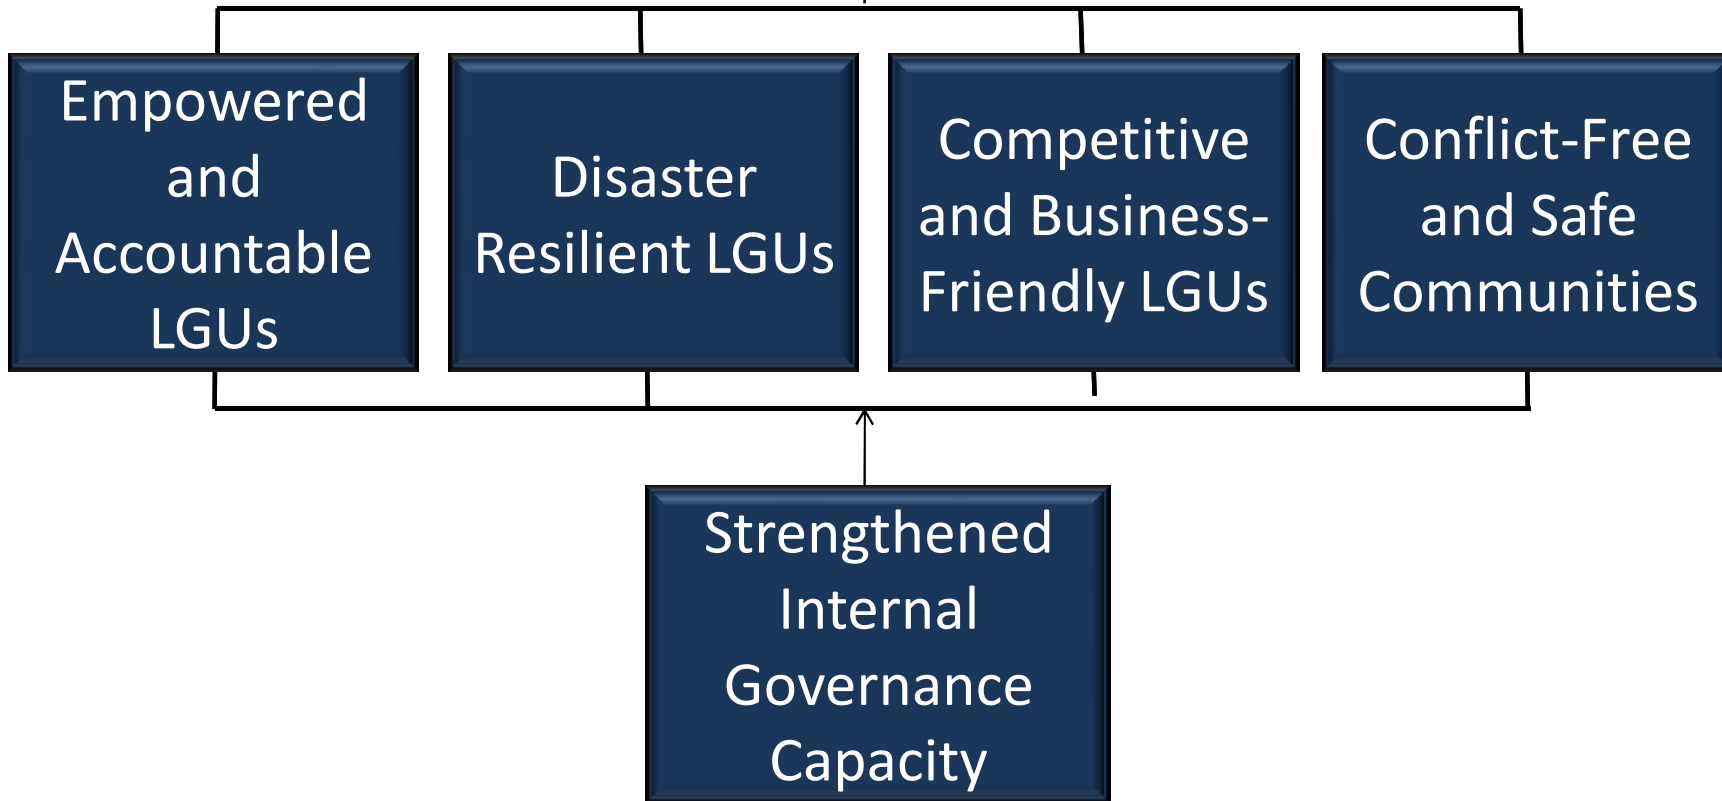 Empowered
and
Accountable
LGUs
Disaster
Resilient LGUs
Competitive
and Business-
Friendly LGUs
Conflict-Free
and Safe
Communities
Strengthened
Internal
Governance
Capacity